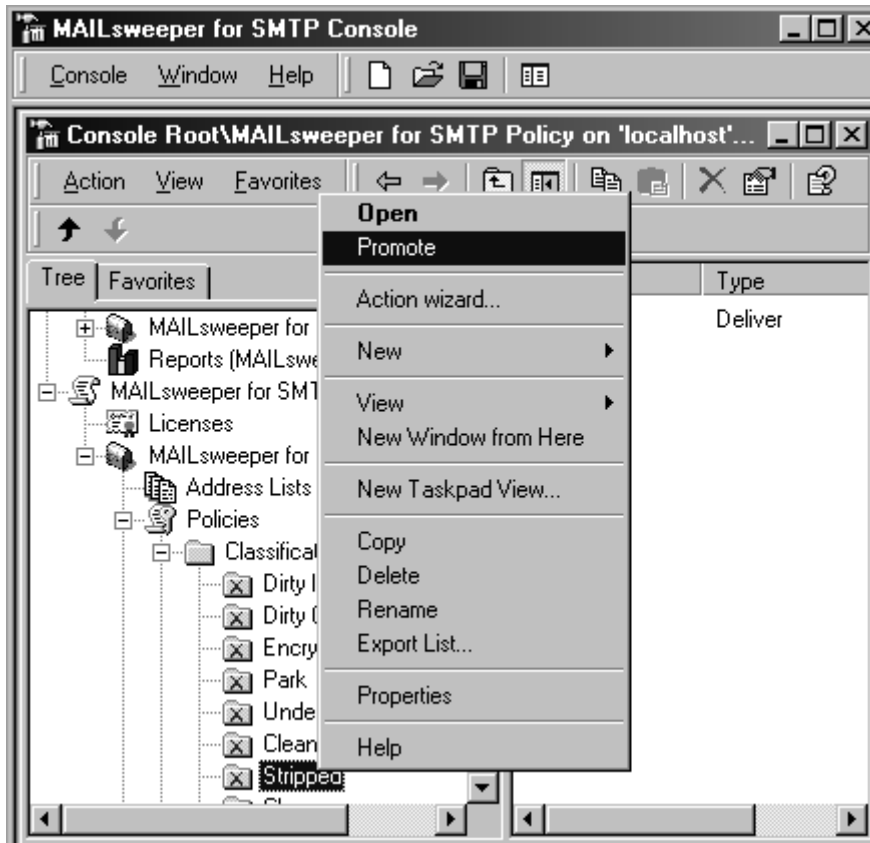 MAILsweeper for SMTP Console
Console Window Help
Console Root\MAILsweeper for SMTP Policy on 'localhost'...
Action View Favorites
Tree Favorites
Type
MAILsweeper for
Deliver
Reports (MAILswe
MAILsweeper for SMT
Licenses
MAILsweeper for
Address Lists
Policies
Classificat
Dirty I
Dirty (
Encry
Park
Unde
Clean
Stripped
Open
Promote
Action wizard...
New
View
New Window from Here
New Taskpad View...
Copy
Delete
Rename
Export List...
Properties
Help